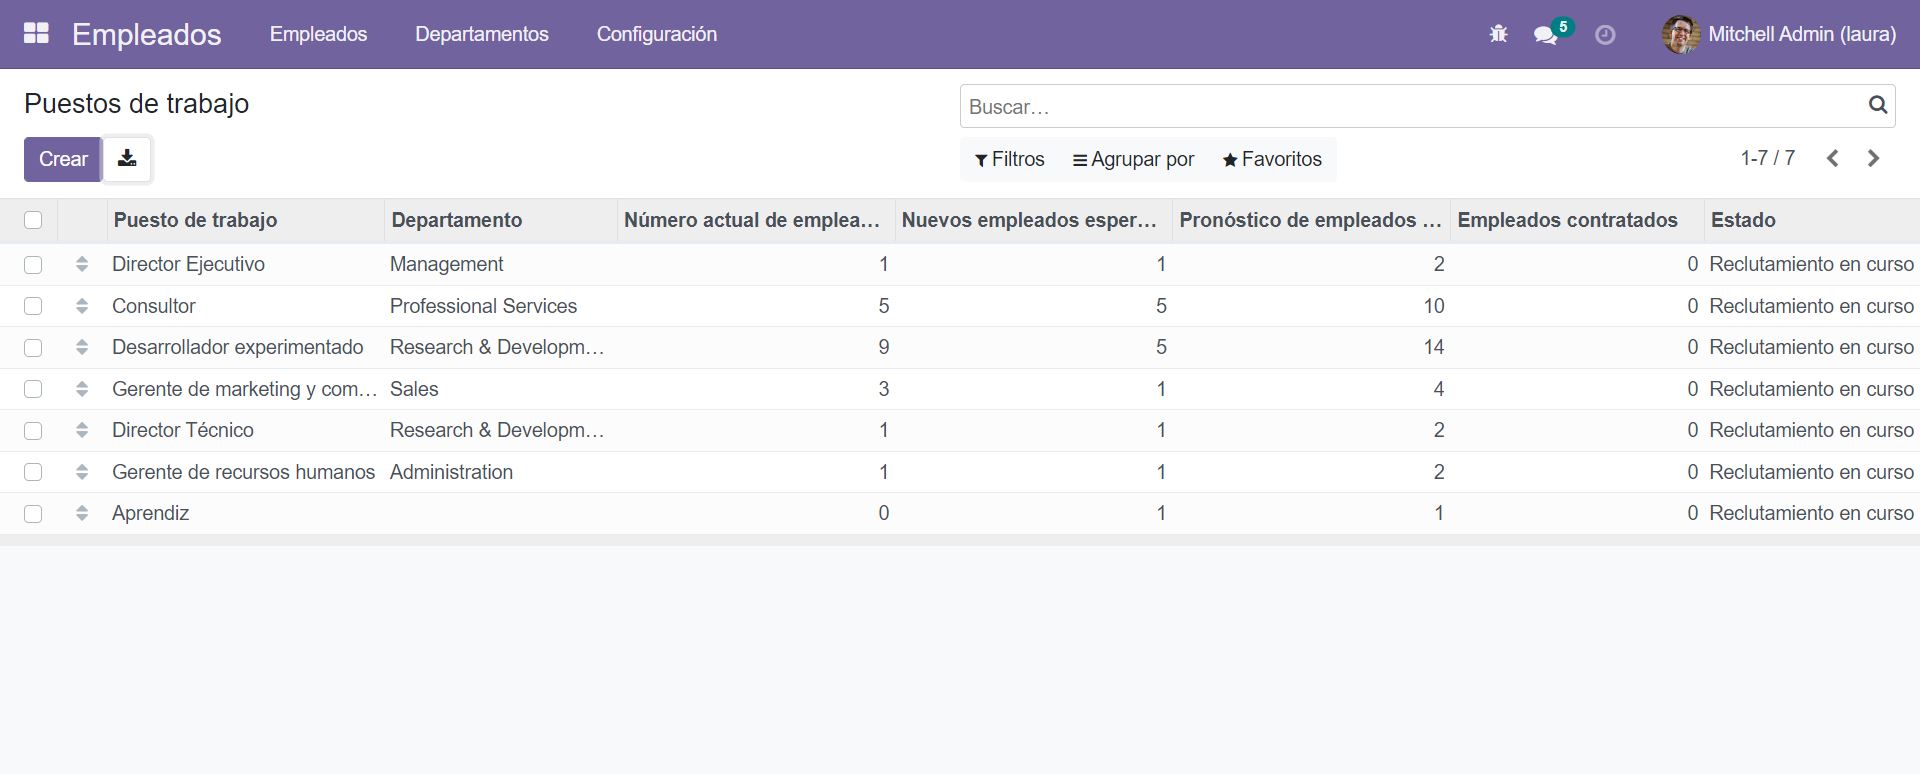 Empleados Empleados Departamentos Configuración 5 Mitchell Admin (laura)
Puestos de trabajo
Buscar...
Crear Filtros Agrupar por Favoritos 1-7 / 7
Puesto de trabajo Departamento Número actual de emplea... Nuevos empleados esper... Pronóstico de empleados ... Empleados contratados Estado
Director Ejecutivo Management 1 1 2 0 Reclutamiento en curso
Consultor Professional Services 5 5 10 0 Reclutamiento en curso
Desarrollador experimentado Research & Developm... 9 5 14 0 Reclutamiento en curso
Gerente de marketing y com... Sales 3 1 4 0 Reclutamiento en curso
Director Técnico Research & Developm... 1 1 2 0 Reclutamiento en curso
Gerente de recursos humanos Administration 1 1 2 0 Reclutamiento en curso
Aprendiz 0 1 1 0 Reclutamiento en curso